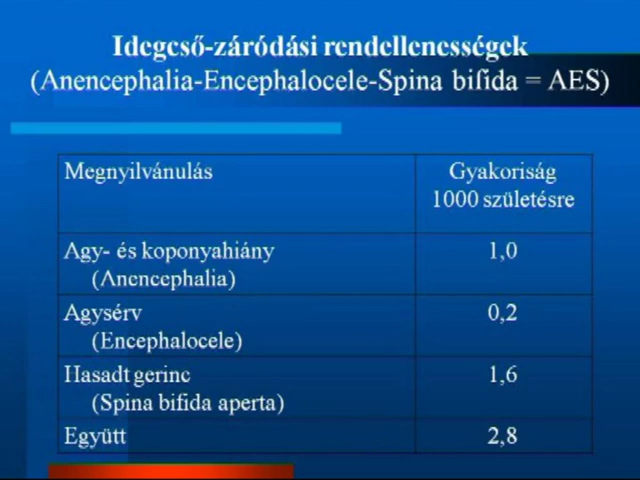 Idegcső-záródási rendellenességek
(Anencephalia-Encephalocele-Spina bifida = AES)
Megnyilvánulás
Gyakoriság
1000 születésre
Agy- és koponyahiány
(Anencephalia)
1,0
Agysérv
(Encephalocele)
0,2
Hasadt gerinc
(Spina bifida aperta)
1,6
Együtt
2,8